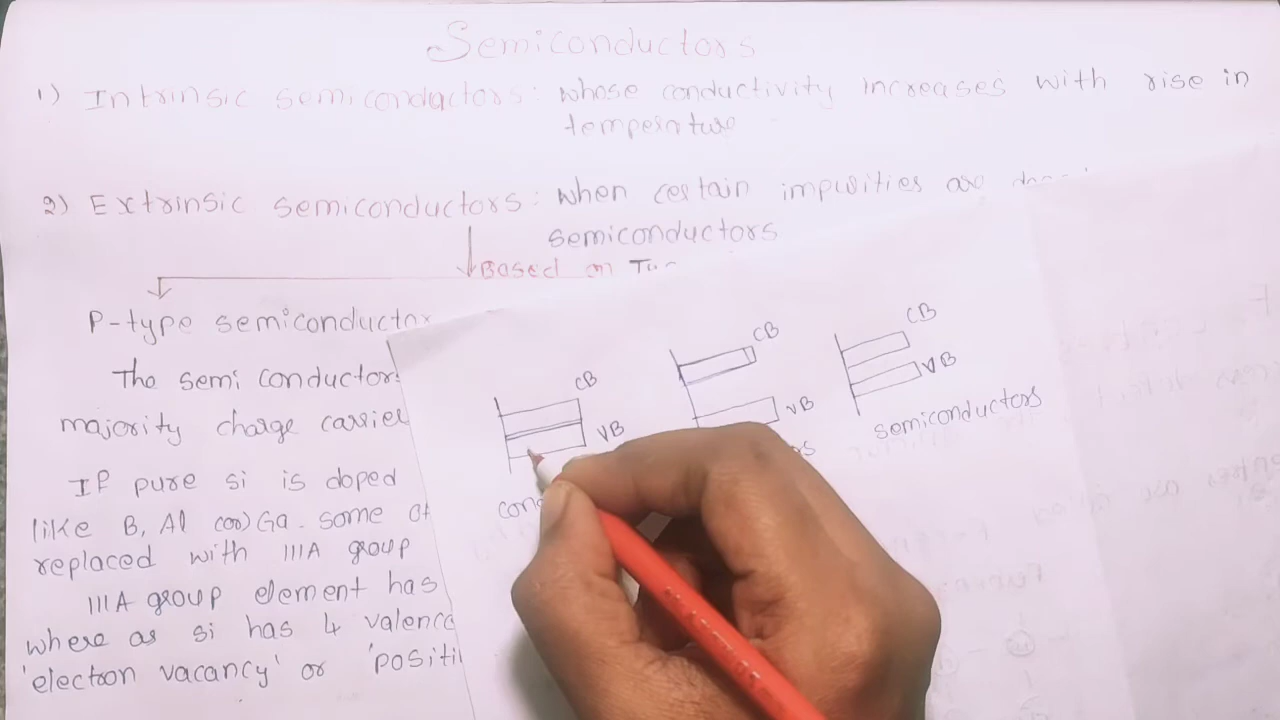 Semiconductors
1) Intrinsic semiconductors: whose conductivity increases with rise in
temperature
2) Extrinsic semiconductors: when certain impurities are
semiconductors
Based on
P-type semiconductor
The semi conductors
majority charge carrier
If pure si is doped
like B, Al (or) Ga. some of
replaced with IIIA group
IIIA group element has
where as si has 4 valenc
'electron vacancy' or 'positi
CB
VB
CB
VB
CB
VB
semiconductors